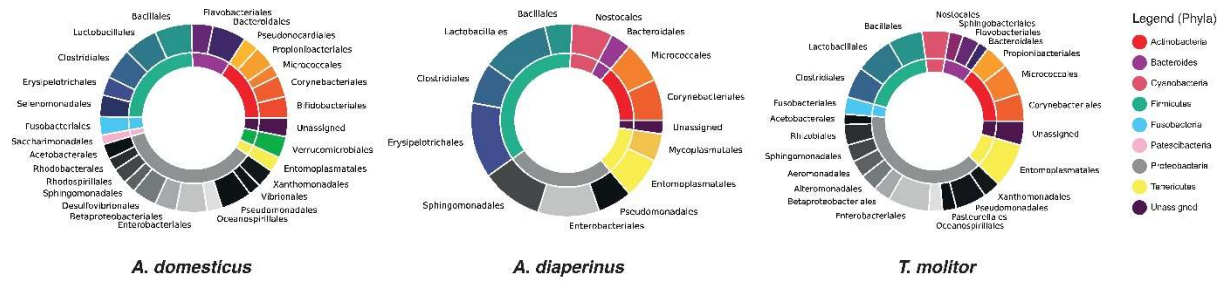 Flavobacteriales
Bacteroidales
Bacillales
Pseudonocardiales
Lactobacillales
Propionibacteriales
Clostridiales
Micrococcales
Corynebacteriales
Erysipelotrichales
Selenomonadales
Bifidobacteriales
Fusobacteriales
Unassigned
Saccharimonadales
Verrucomicrobiales
Acetobacterales
Entomoplasmatales
Rhodobacterales
Xanthomonadales
Rhodospirillales
Vibrionales
Sphingomonadales
Pseudomonadales
Desulfovibrionales
Oceanospirillales
Betaproteobacteriales
Enterobacteriales
A. domesticus
Bacillales
Nostocales
Bacteroidales
Lactobacillales
Micrococcales
Clostridiales
Corynebacteriales
Unassigned
Erysipelotrichales
Mycoplasmatales
Entomoplasmatales
Sphingomonadales
Pseudomonadales
Enterobacteriales
A. diaperinus
Nostocales
Sphingobacteriales
Bacillales
Flavobacteriales
Bacteroidales
Lactobacillales
Propionibacteriales
Micrococcales
Clostridiales
Fusobacteriales
Corynebacteriales
Acetobacterales
Unassigned
Rhizobiales
Sphingomonadales
Entomoplasmatales
Aeromonadales
Alteromonadales
Xanthomonadales
Betaproteobacteriales
Pseudomonadales
Enterobacteriales
Pasteurellales
Oceanospirillales
T. molitor
Legend (Phyla)
Actinobacteria
Bacteroides
Cyanobacteria
Firmicutes
Fusobacteria
Patescibacteria
Proteobacteria
Tenericutes
Unassigned